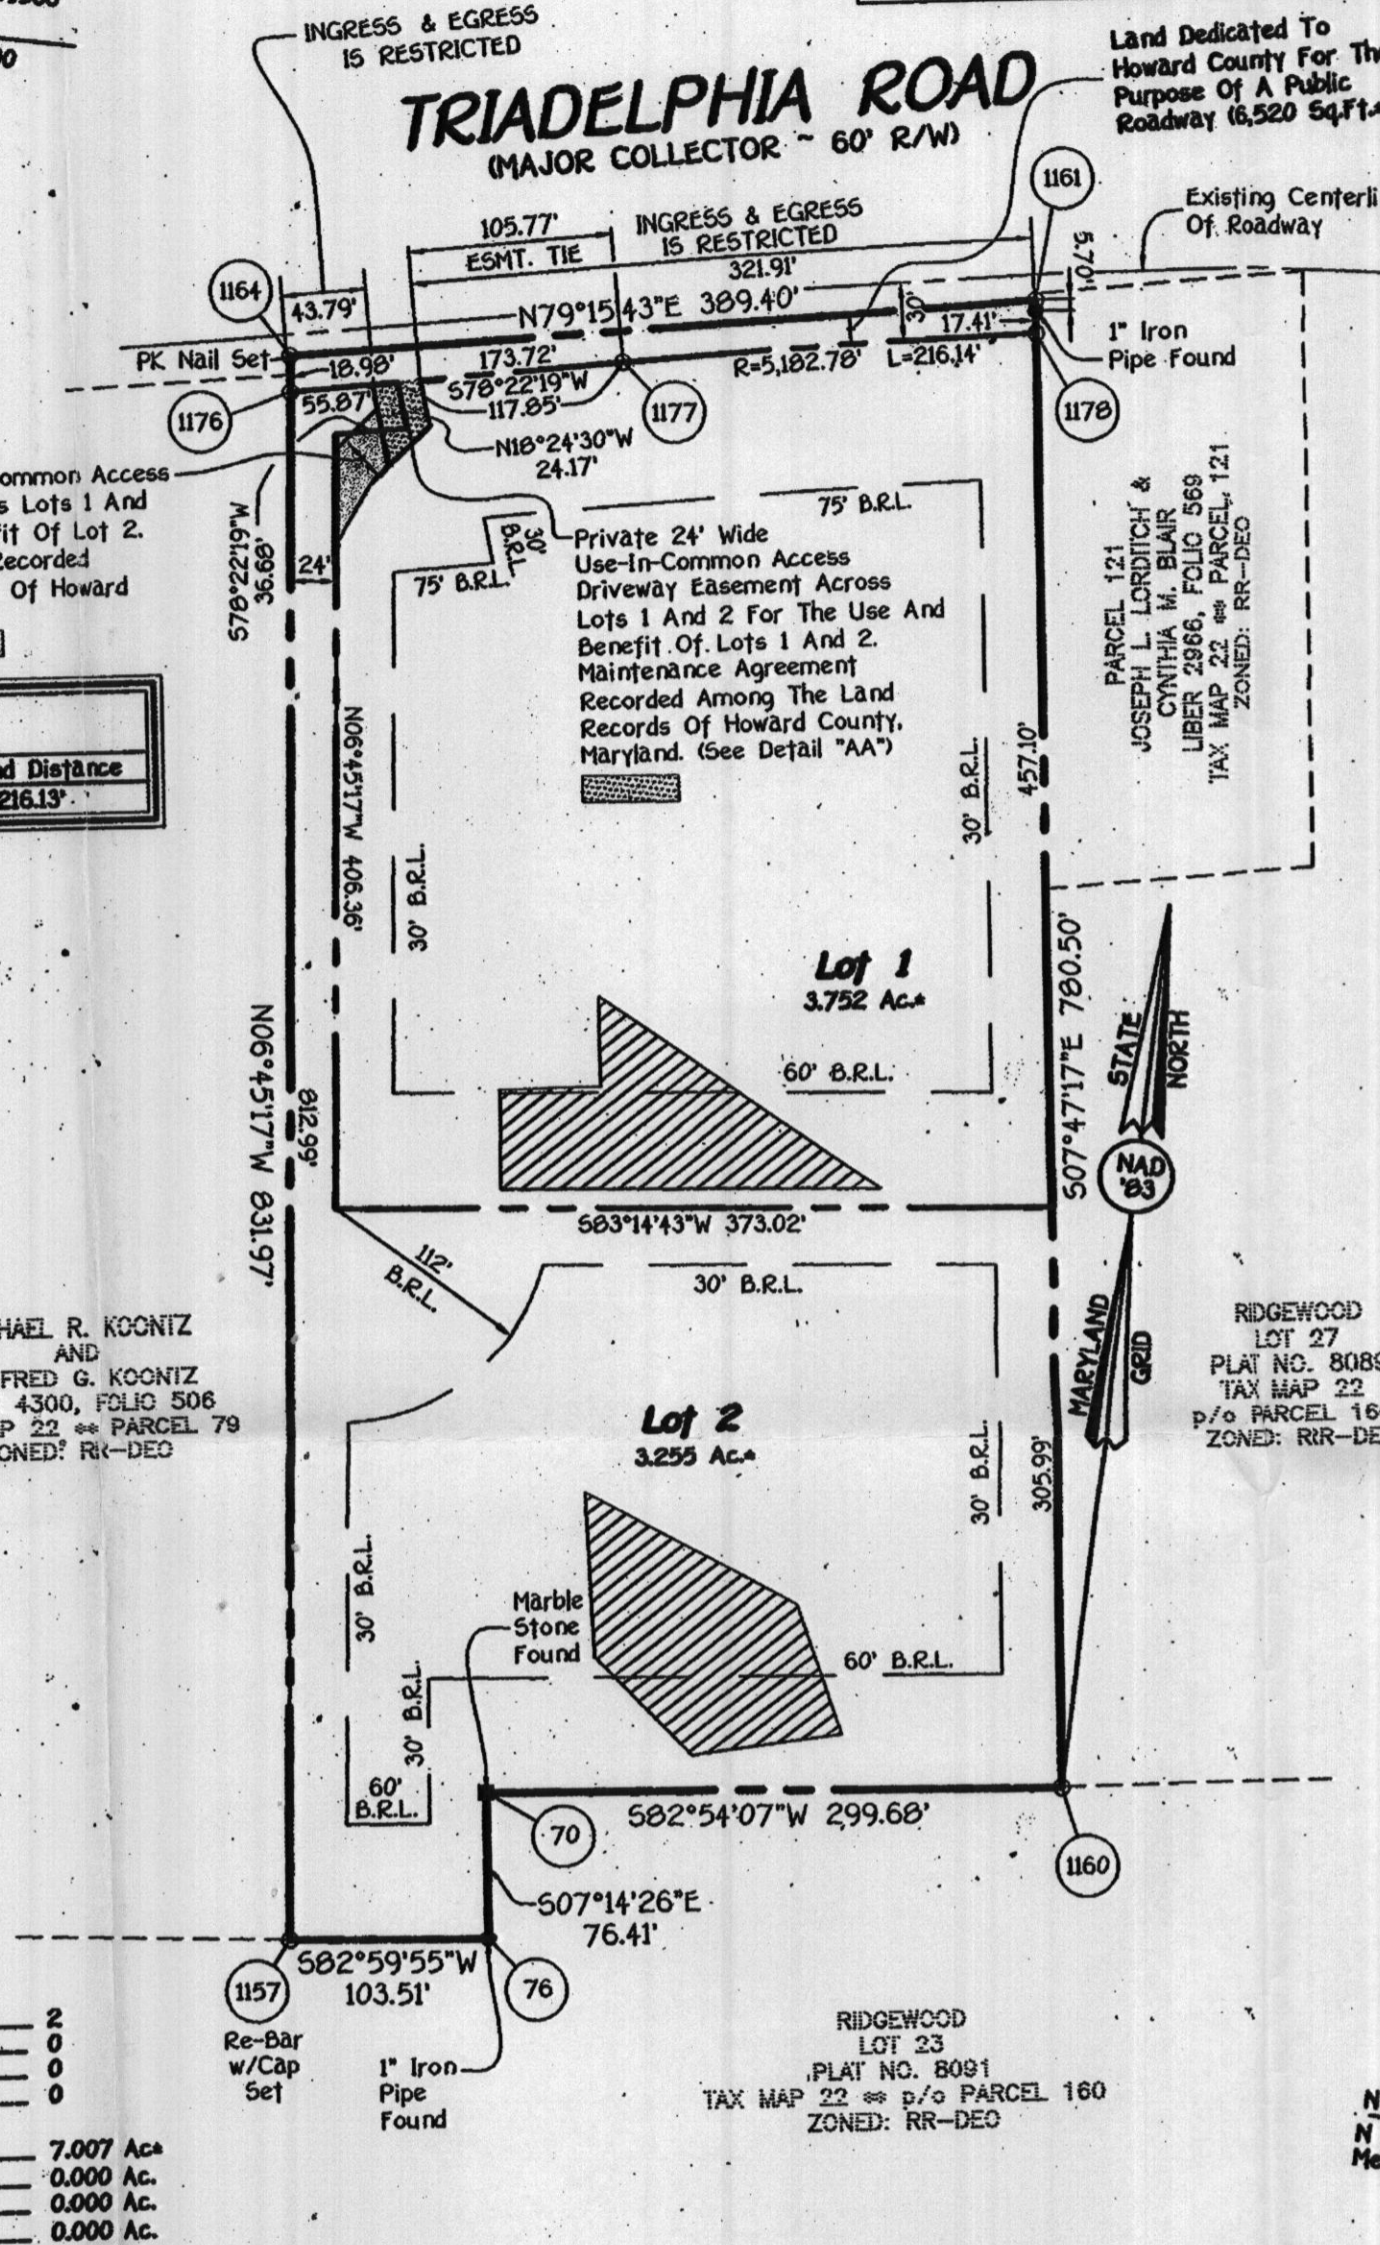 INGRESS & EGRESS
IS RESTRICTED
TRIADELPHIA ROAD
(MAJOR COLLECTOR ~ 60' R/W)
Land Dedicated To
Howard County For
Purpose Of A Public
Roadway (6,520 Sq.Ft.±
1161
Existing
Of Roadway
105.77'
ESMT. TIE
INGRESS & EGRESS
IS RESTRICTED
321.91'
5.70'
1164
43.79'
N79°15'43"E 389.40'
30'
17.41'
1" Iron
Pipe Found
PK Nail Set
18.98'
173.72'
S78°22'19"W
R=5,182.78'
L=216.14'
1176
55.87'
117.85'
1177
1178
N18°24'30"W
24.17'
Common Access
Lots 1 And
Of Lot 2.
Recorded
Of Howard
S78°22'19"W
36.68'
24'
75' B.R.L.
30'
B.R.L.
75' B.R.L.
Private 24' Wide
Use-In-Common Access
Driveway Easement Across
Lots 1 And 2 For The Use And
Benefit Of Lots 1 And 2.
Maintenance Agreement
Recorded Among The Land
Records Of Howard County,
Maryland. (See Detail "AA")
PARCEL 121
JOSEPH L. LORDITCH &
CYNTHIA M. BLAIR
LIBER 2966, FOLIO 569
TAX MAP 22 ** PARCEL 121
ZONED: RR-DEO
Distance
216.13'
N06°45'17"W 406.36'
30' B.R.L.
30' B.R.L.
457.10'
Lot 1
3.752 Ac.±
S07°47'17"E 780.50'
STATE
NORTH
NAD
'83
MARYLAND
GRID
N06°45'17"W 831.97'
812.99'
60' B.R.L.
S83°14'43"W 373.02'
112'
B.R.L.
30' B.R.L.
R. KOONTZ
AND
FRED G. KOONTZ
4300, FOLIO 506
22 ** PARCEL 79
RR-DEO
RIDGEWOOD
LOT 27
PLAT NO. 8089
TAX MAP 22
p/o PARCEL
ZONED:
Lot 2
3.255 Ac.±
30' B.R.L.
305.99'
30' B.R.L.
Marble
Stone
Found
60' B.R.L.
30' B.R.L.
60'
B.R.L.
S82°54'07"W 299.68'
70
1160
S07°14'26"E
76.41'
S82°59'55"W
103.51'
1157
76
Re-Bar
w/Cap
Set
1" Iron
Pipe
Found
RIDGEWOOD
LOT 23
PLAT NO. 8091
TAX MAP 22 ** p/o PARCEL 160
ZONED: RR-DEO
2
0
0
0
7.007 Ac±
0.000 Ac.
0.000 Ac.
0.000 Ac.